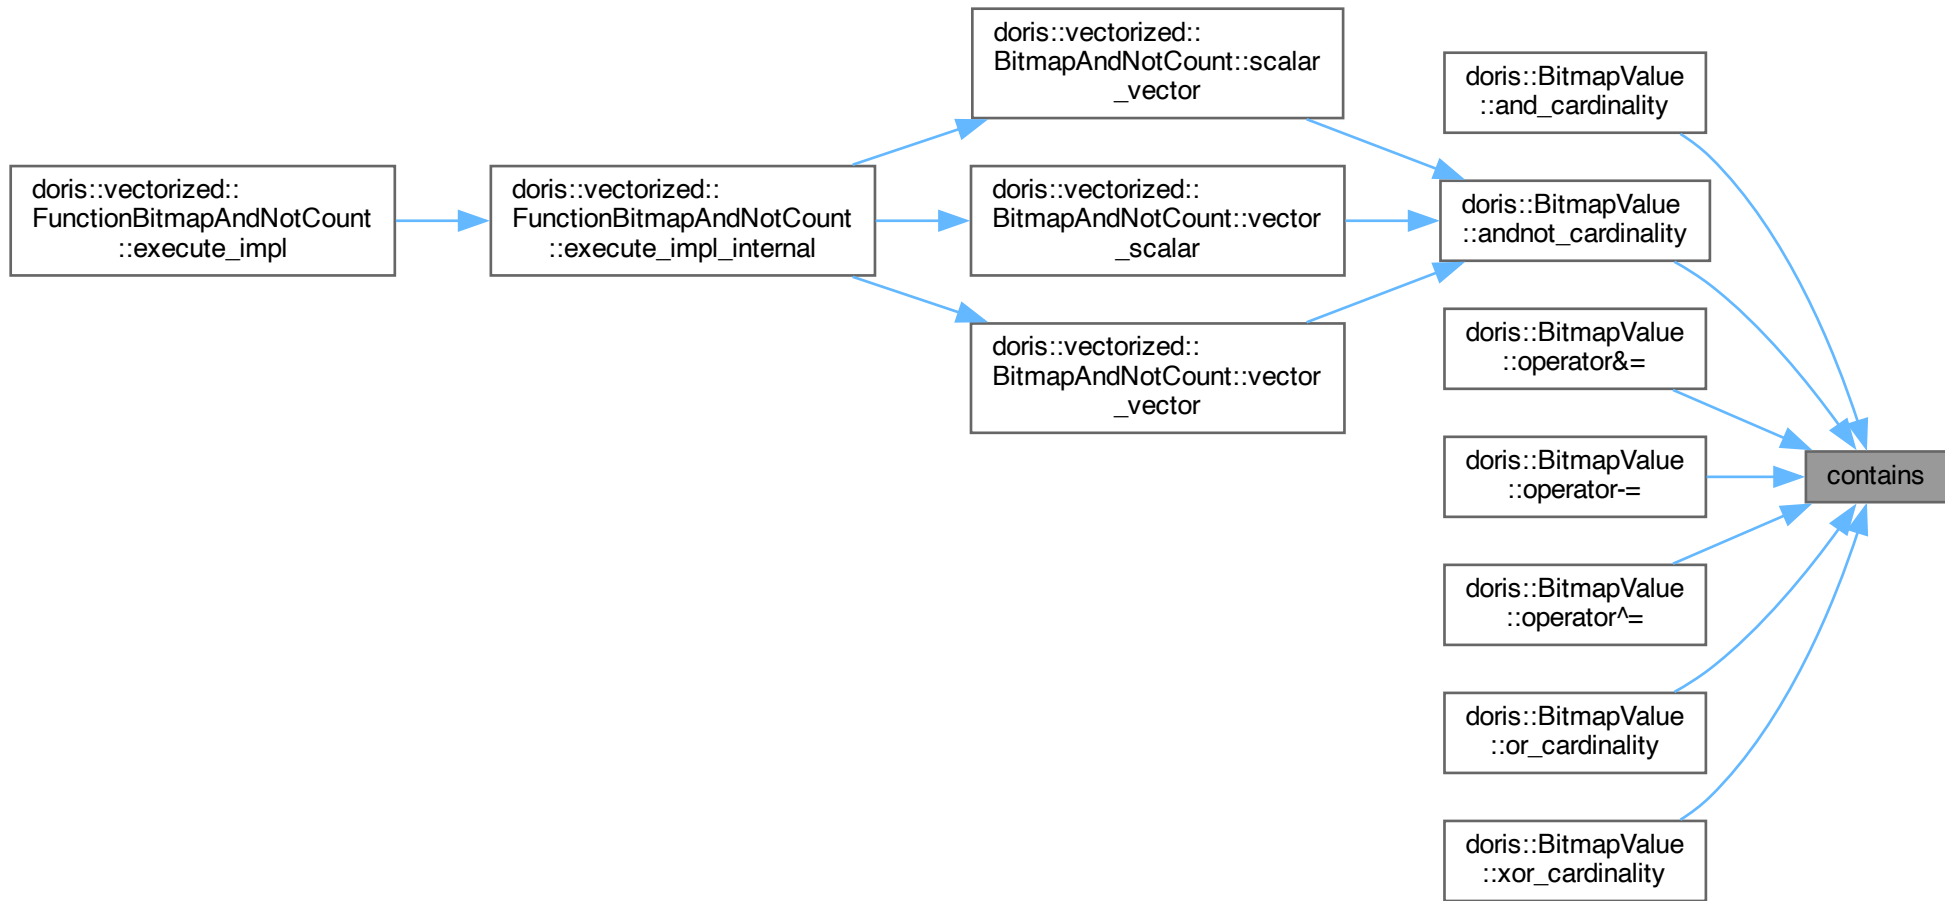 doris::vectorized::
FunctionBitmapAndNotCount
::execute_impl
doris::vectorized::
FunctionBitmapAndNotCount
::execute_impl_internal
doris::vectorized::
BitmapAndNotCount::scalar
_vector
doris::vectorized::
BitmapAndNotCount::vector
_scalar
doris::vectorized::
BitmapAndNotCount::vector
_vector
doris::BitmapValue
::and_cardinality
doris::BitmapValue
::andnot_cardinality
doris::BitmapValue
::operator&=
doris::BitmapValue
::operator-=
doris::BitmapValue
::operator^=
doris::BitmapValue
::or_cardinality
doris::BitmapValue
::xor_cardinality
contains